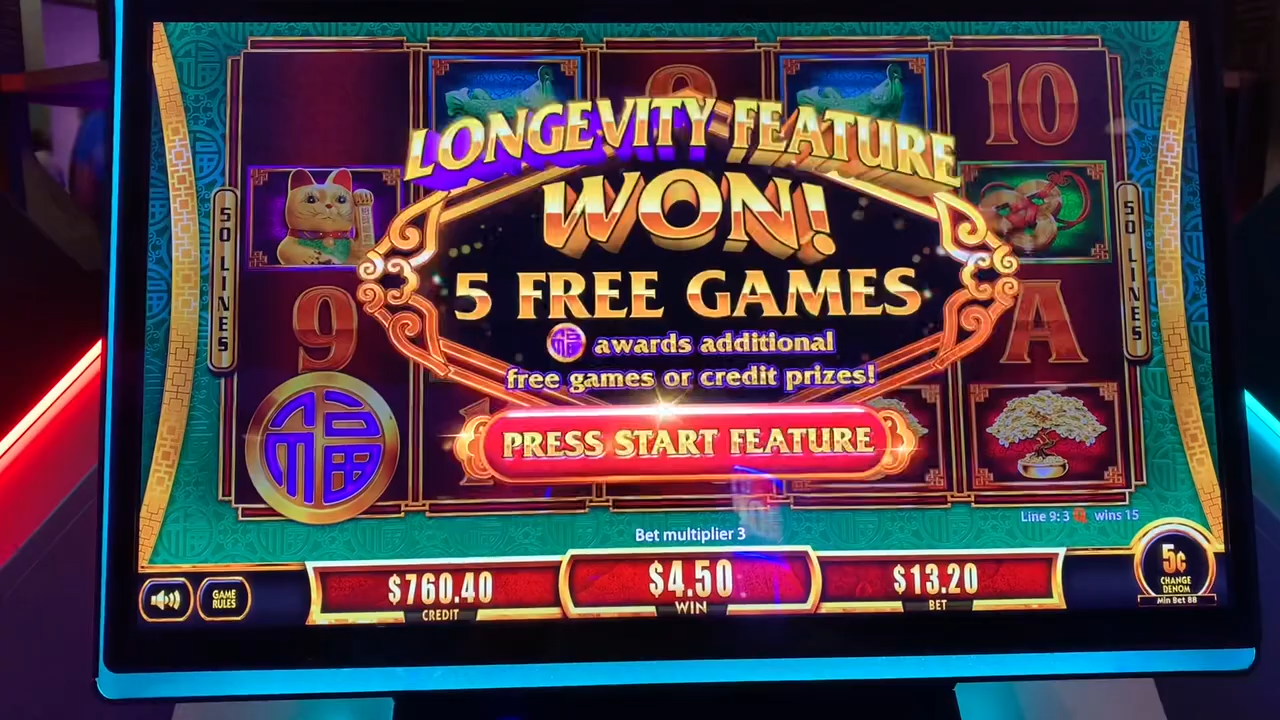 10
LONGEVITY FEATURE
WON!
50 LINES
50 LINES
5 FREE GAMES
9
A
福 awards additional
free games or credit prizes!
PRESS START FEATURE
福
Line 9: 3 wins 15
Bet multiplier 3
$760.40
CREDIT
$4.50
WIN
$13.20
BET
5¢
CHANGE
DENOM
Min Bet 88
GAME
RULES